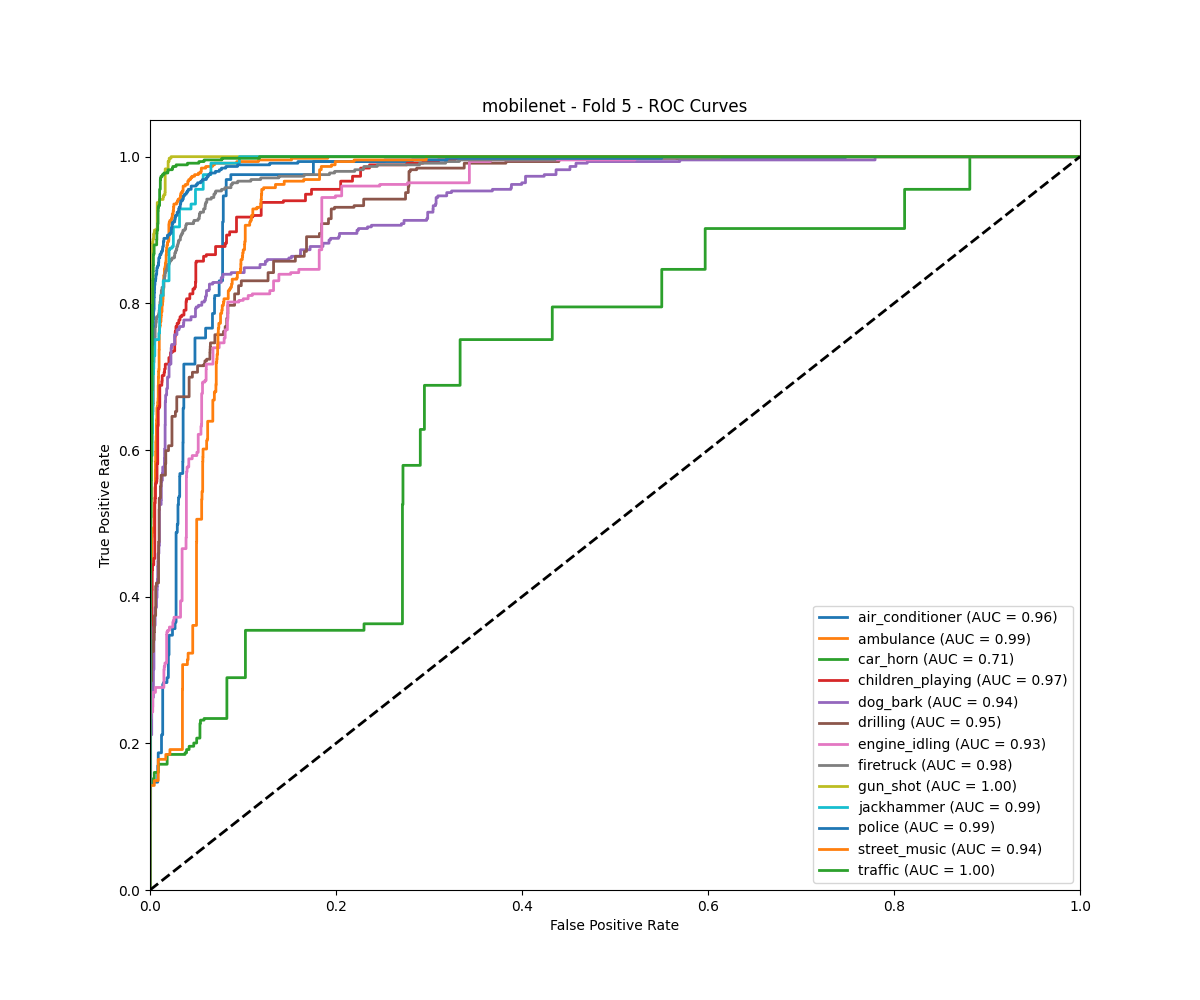 mobilenet - Fold 5 - ROC Curves
1.0
0.8
0.6
0.4
0.2
0.0
True Positive Rate
air_conditioner (AUC = 0.96)
ambulance (AUC = 0.99)
car_horn (AUC = 0.71)
children_playing (AUC = 0.97)
dog_bark (AUC = 0.94)
drilling (AUC = 0.95)
engine_idling (AUC = 0.93)
firetruck (AUC = 0.98)
gun_shot (AUC = 1.00)
jackhammer (AUC = 0.99)
police (AUC = 0.99)
street_music (AUC = 0.94)
traffic (AUC = 1.00)
0.0 0.2 0.4 0.6 0.8 1.0
False Positive Rate